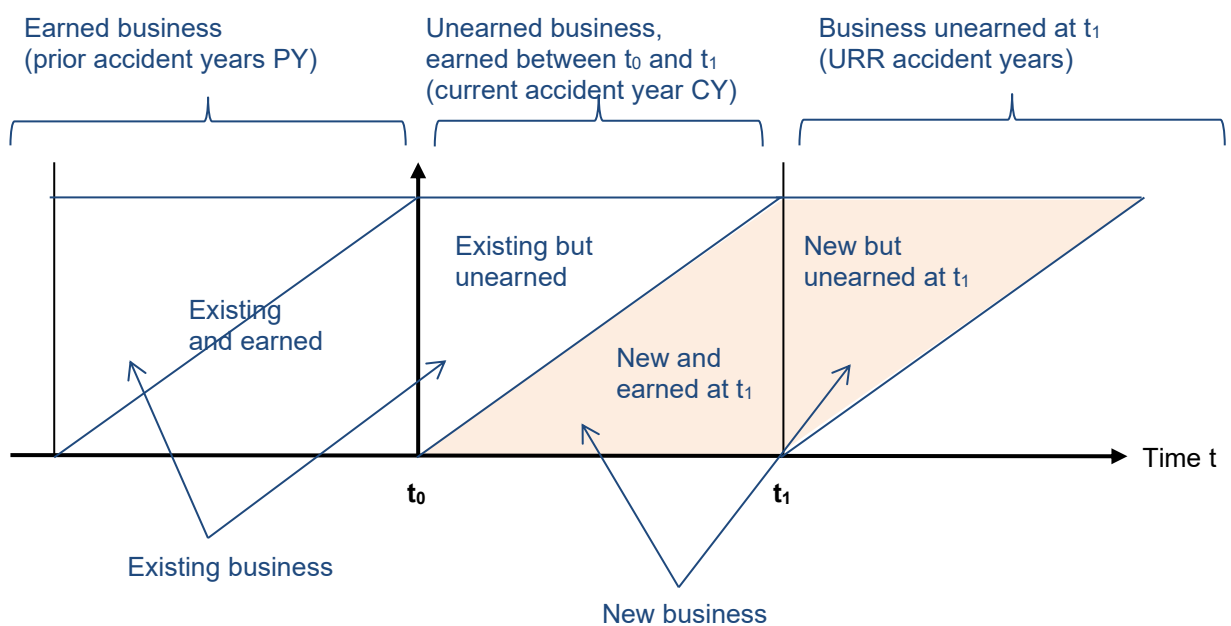 Earned business
(prior accident years PY)
Unearned business,
earned between t₀ and t₁
(current accident year CY)
Business unearned at t₁
(URR accident years)
Existing but
unearned
New but
unearned at t₁
Existing
and earned
New and
earned at t₁
Time t
t₀
t₁
Existing business
New business